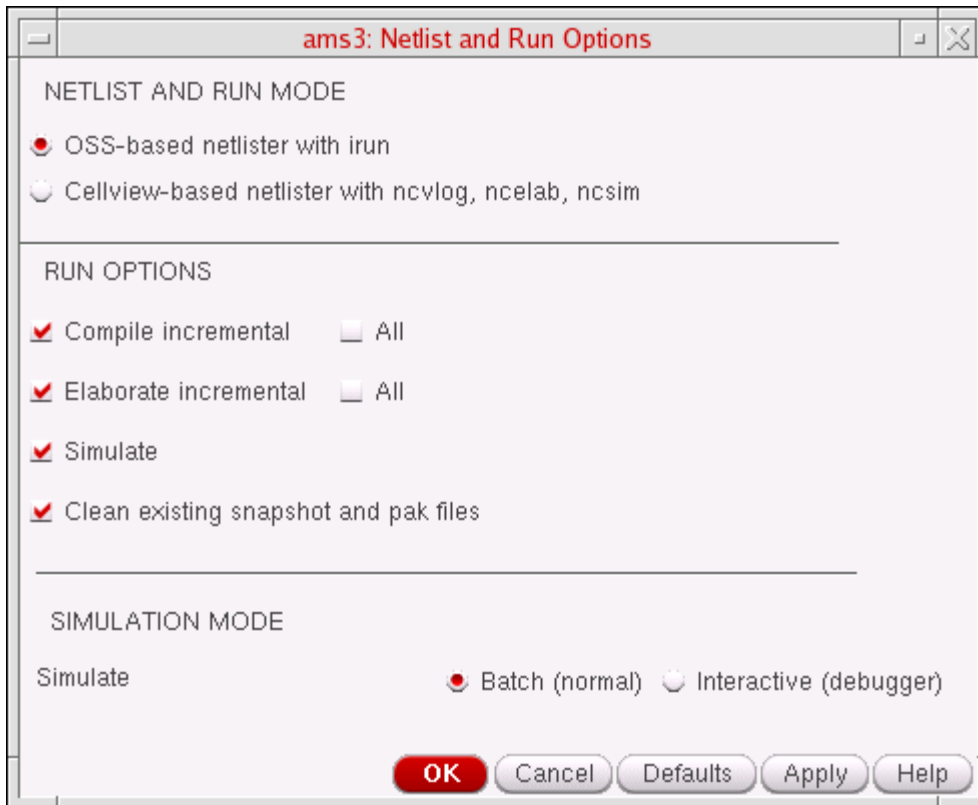 ams3: Netlist and Run Options
NETLIST AND RUN MODE
OSS-based netlister with irun
Cellview-based netlister with ncvlog, ncelab, ncsim
RUN OPTIONS
Compile incremental All
Elaborate incremental All
Simulate
Clean existing snapshot and pak files
SIMULATION MODE
Simulate Batch (normal) Interactive (debugger)
OK Cancel Defaults Apply Help